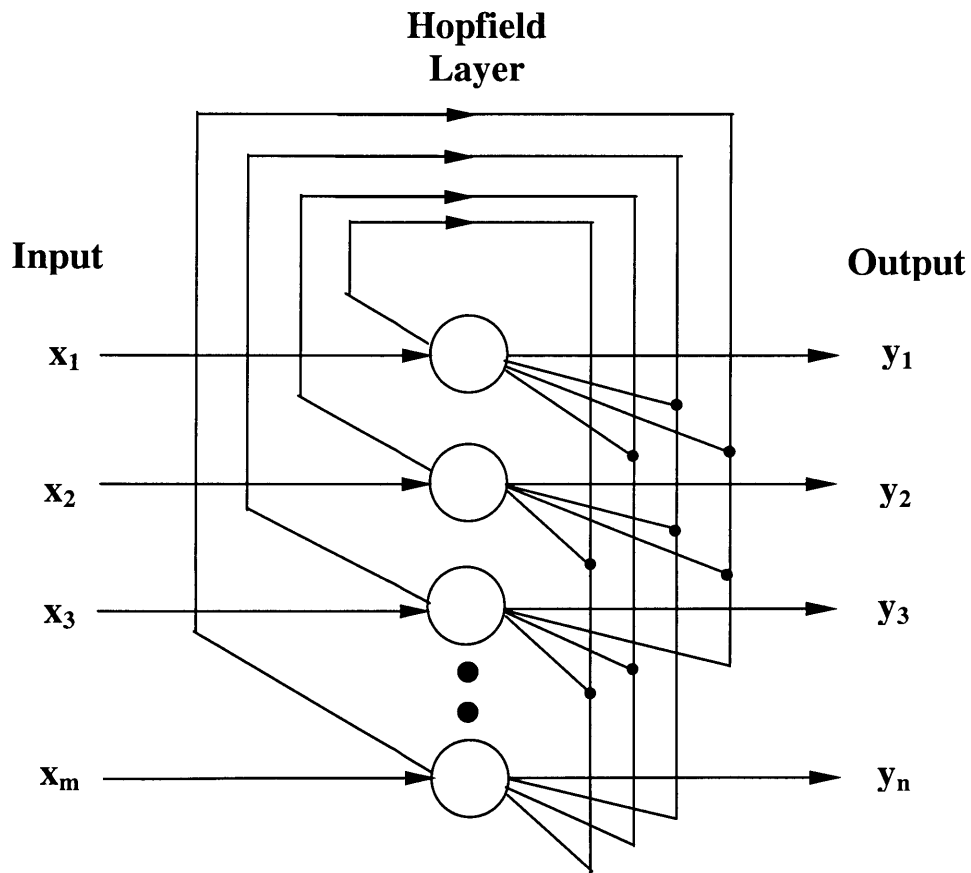 Hopfield
Layer
Input
Output
x₁
y₁
x₂
y₂
x₃
y₃
xₘ
yₙ